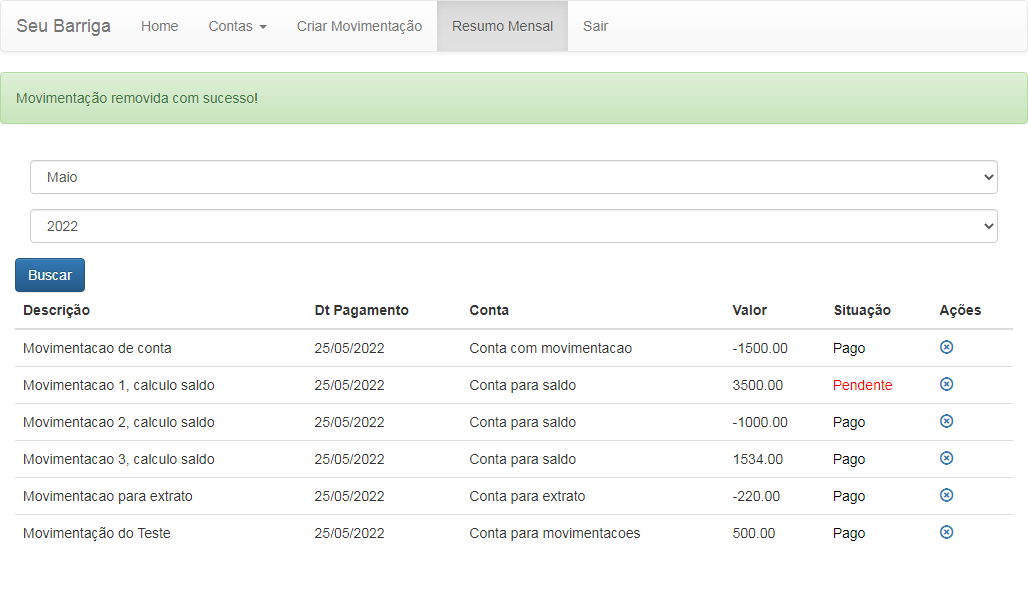 Seu Barriga Home Contas Criar Movimentação Resumo Mensal Sair
Movimentação removida com sucesso!
Maio
2022
Buscar
Descrição Dt Pagamento Conta Valor Situação Ações
Movimentacao de conta 25/05/2022 Conta com movimentacao -1500.00 Pago
Movimentacao 1, calculo saldo 25/05/2022 Conta para saldo 3500.00 Pendente
Movimentacao 2, calculo saldo 25/05/2022 Conta para saldo -1000.00 Pago
Movimentacao 3, calculo saldo 25/05/2022 Conta para saldo 1534.00 Pago
Movimentacao para extrato 25/05/2022 Conta para extrato -220.00 Pago
Movimentação do Teste 25/05/2022 Conta para movimentacoes 500.00 Pago